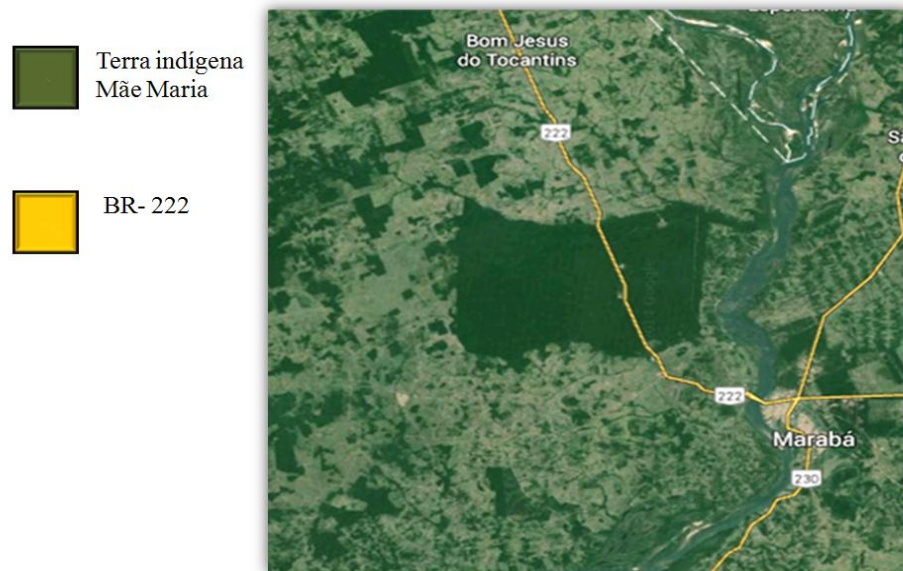 Terra indígena
Mãe Maria
BR- 222
Bom Jesus
do Tocantins
222
222
Marabá
230